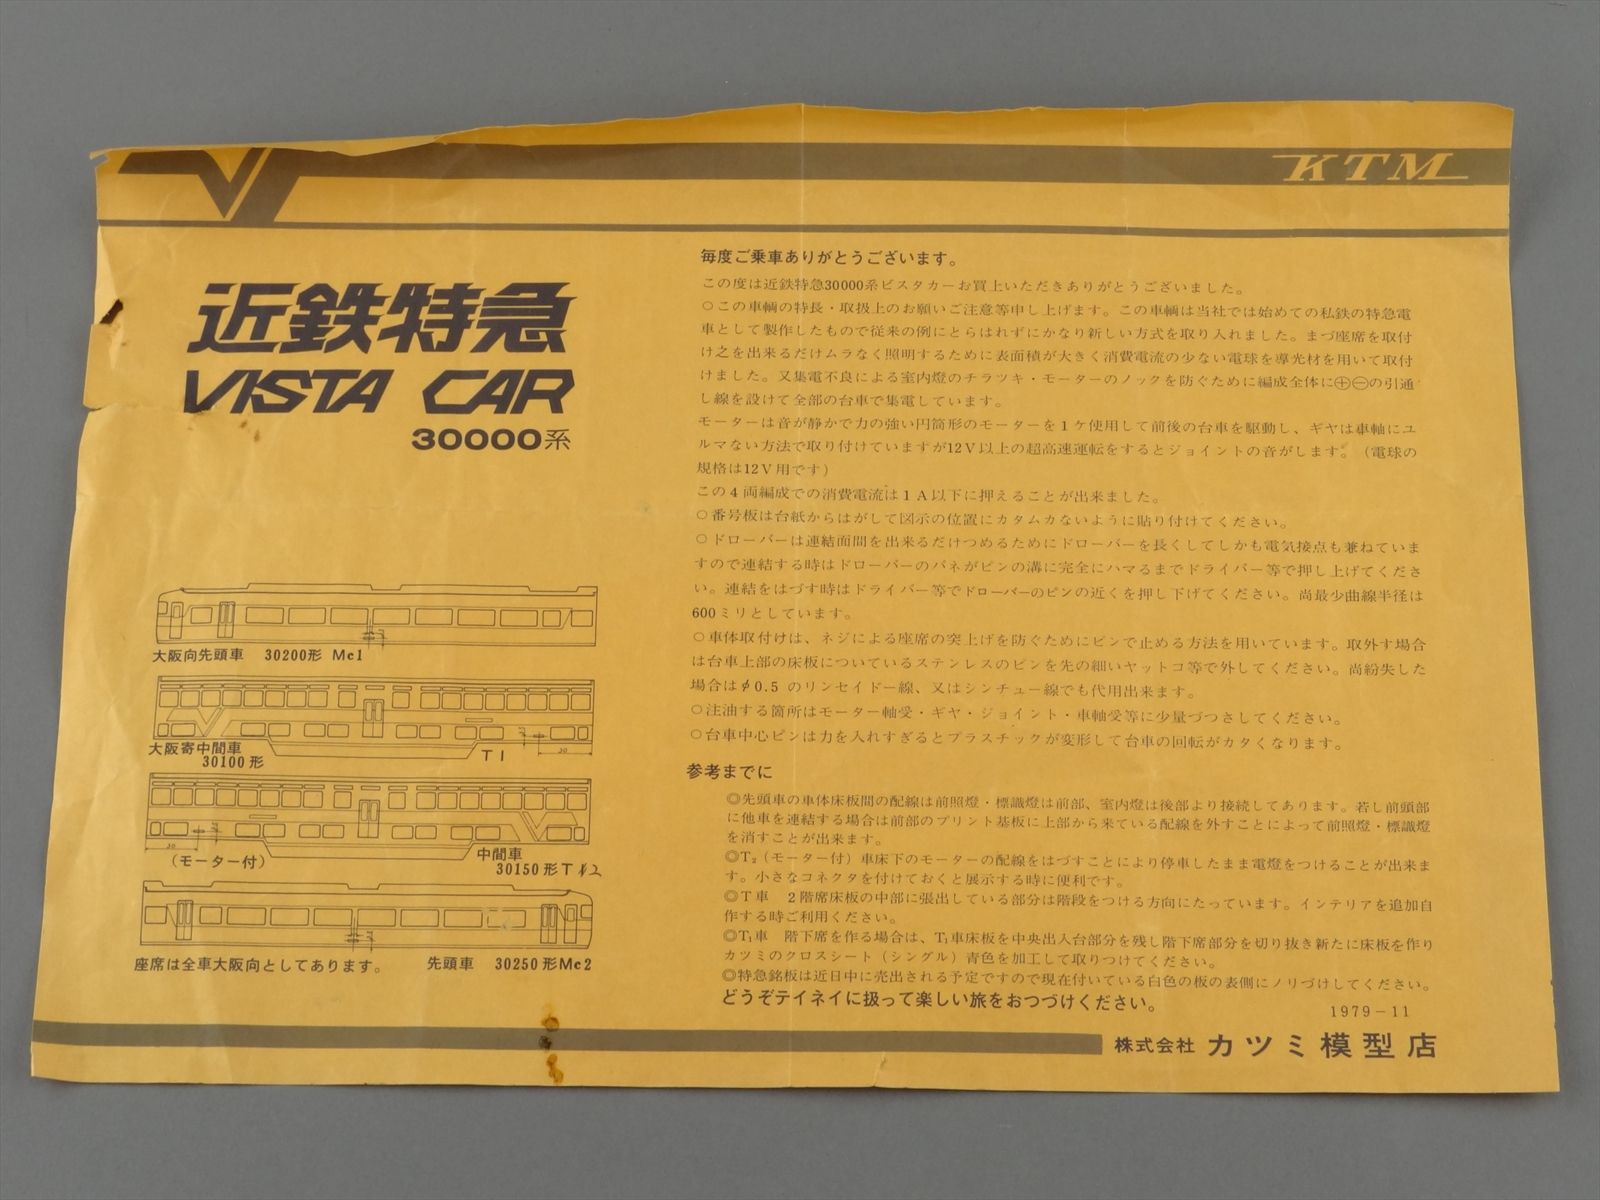 KTM
近鉄特急
VISTA CAR
30000系
大阪向先頭車 30200形 Mc1
大阪寄中間車
30100形 T1
30
30
(モーター付) 中間車
30150形T2
座席は全車大阪向としてあります。 先頭車 30250形Mc2
毎度ご乗車ありがとうございます。
この度は近鉄特急30000系ビスタカーお買上いただきありがとうございました。
○この車輌の特長・取扱上のお願いご注意等申し上げます。この車輌は当社では始めての私鉄の特急電
車として製作したもので従来の例にとらはれずにかなり新しい方式を取り入れました。まづ座席を取付
け之を出来るだけムラなく照明するために表面積が大きく消費電流の少ない電球を導光材を用いて取付
けました。又集電不良による室内燈のチラツキ・モーターのノックを防ぐために編成全体に⊕⊖の引通
し線を設けて全部の台車で集電しています。
モーターは音が静かで力の強い円筒形のモーターを1ケ使用して前後の台車を駆動し、ギヤは車軸にユ
ルマない方法で取り付けていますが12V以上の超高速運転をするとジョイントの音がします。(電球の
規格は12V用です)
この4両編成での消費電流は1A以下に押えることが出来ました。
○番号板は台紙からはがして図示の位置にカタムカないように貼り付けてください。
○ドローバーは連結面間を出来るだけつめるためにドローバーを長くしてしかも電気接点も兼ねていま
すので連結する時はドローバーのバネがピンの溝に完全にハマるまでドライバー等で押し上げてくださ
い。連結をはづす時はドライバー等でドローバーのピンの近くを押し下げてください。尚最少曲線半径は
600ミリとしています。
○車体取付けは、ネジによる座席の突上げを防ぐためにピンで止める方法を用いています。取外す場合
は台車上部の床板についているステンレスのピンを先の細いヤットコ等で外してください。尚紛失した
場合はφ0.5 のリンセイドー線、又はシンチュー線でも代用出来ます。
○注油する箇所はモーター軸受・ギヤ・ジョイント・車軸受等に少量づつさしてください。
○台車中心ピンは力を入れすぎるとプラスチックが変形して台車の回転がカタくなります。
参考までに
◎先頭車の車体床板間の配線は前照燈・標識燈は前部、室内燈は後部より接続してあります。若し前頭部
に他車を連結する場合は前部のプリント基板に上部から来ている配線を外すことによって前照燈・標識燈
を消すことが出来ます。
◎T₂(モーター付)車床下のモーターの配線をはづすことにより停車したまま電燈をつけることが出来ま
す。小さなコネクタを付けておくと展示する時に便利です。
◎T車 2階席床板の中部に張出している部分は階段をつける方向にたっています。インテリアを追加自
作する時ご利用ください。
◎T₁車 階下席を作る場合は、T₁車床板を中央出入台部分を残し階下席部分を切り抜き新たに床板を作り
カツミのクロスシート(シングル)青色を加工して取りつけてください。
◎特急銘板は近日中に売出される予定ですので現在付いている白色の板の表側にノリづけしてください。
どうぞテイネイに扱って楽しい旅をおつづけください。
1979-11
株式会社 カツミ模型店